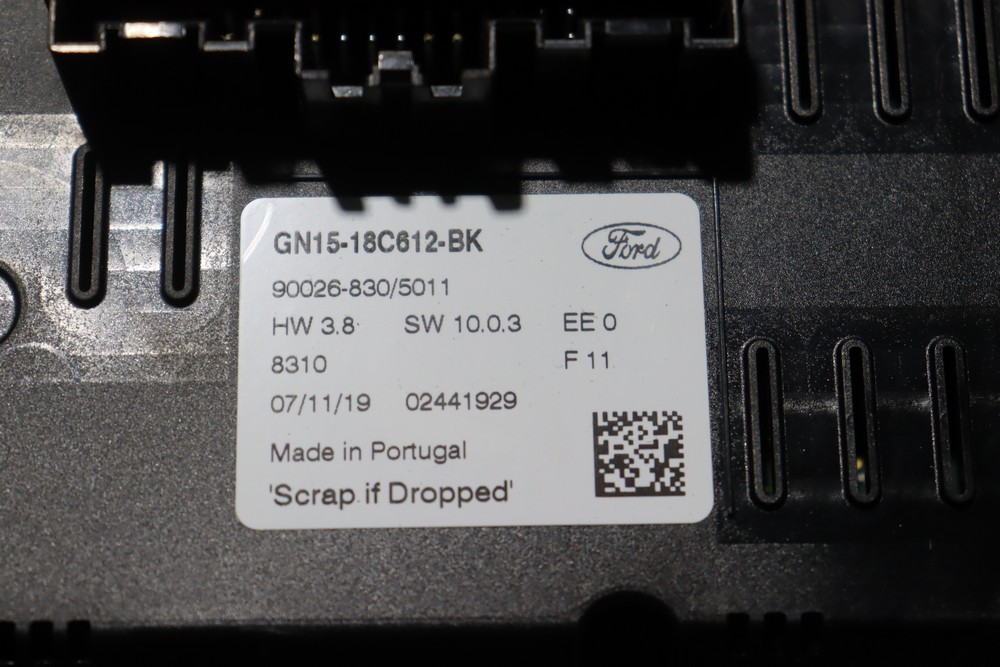 GN15-18C612-BK
Ford
90026-830/5011
HW 3.8 SW 10.0.3 EE 0
8310 F 11
07/11/19 02441929
Made in Portugal
'Scrap if Dropped'